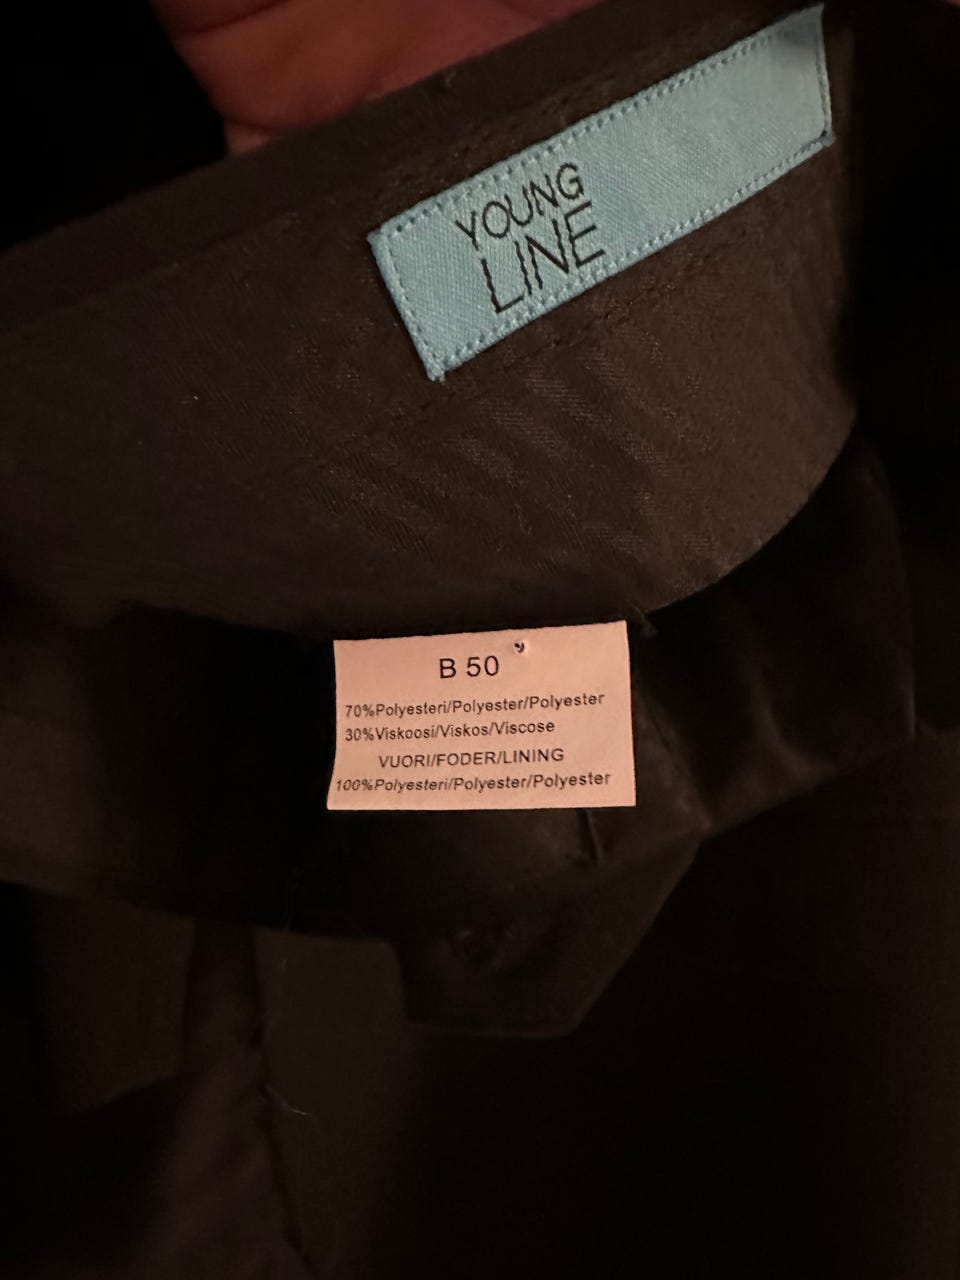 YOUNG
LINE
B 50
70%Polyesteri/Polyester/Polyester
30%Viskoosi/Viskos/Viscose
VUORI/FODER/LINING
100%Polyesteri/Polyester/Polyester